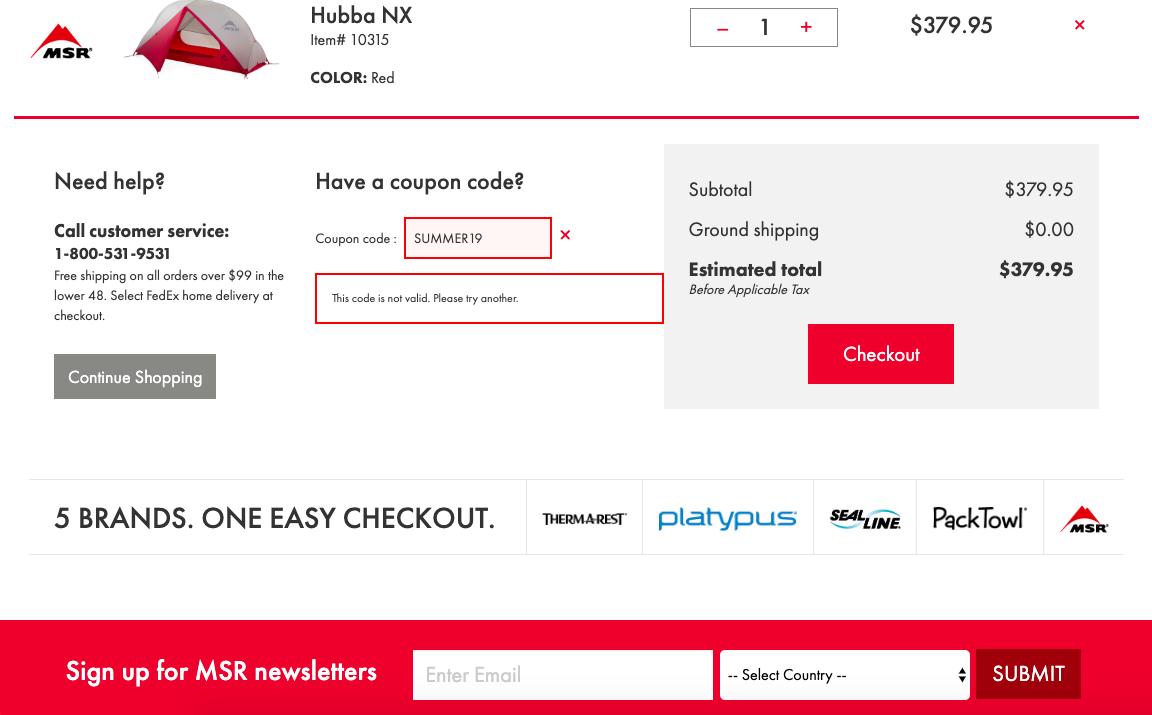 MSR
Hubba NX
Item# 10315
COLOR: Red
– 1 +
$379.95
×
Need help?
Call customer service:
1-800-531-9531
Free shipping on all orders over $99 in the
lower 48. Select FedEx home delivery at
checkout.
Continue Shopping
Have a coupon code?
Coupon code : SUMMER19 ×
This code is not valid. Please try another.
Subtotal $379.95
Ground shipping $0.00
Estimated total $379.95
Before Applicable Tax
Checkout
5 BRANDS. ONE EASY CHECKOUT.
THERM-A-REST
platypus
SEAL LINE
PackTowl
MSR
Sign up for MSR newsletters
Enter Email
-- Select Country --
SUBMIT